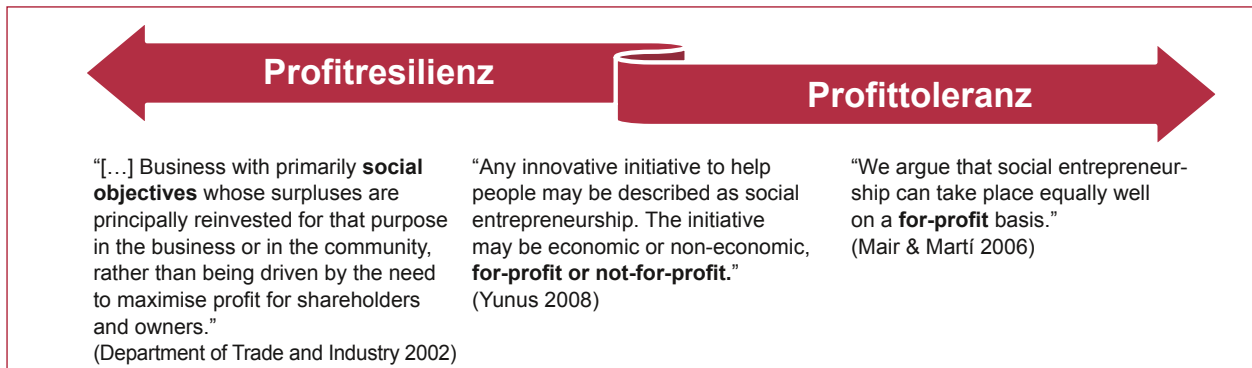 Profitresilienz
Profittoleranz
“[…] Business with primarily social
objectives whose surpluses are
principally reinvested for that purpose
in the business or in the community,
rather than being driven by the need
to maximise profit for shareholders
and owners.”
(Department of Trade and Industry 2002)
“Any innovative initiative to help
people may be described as social
entrepreneurship. The initiative
may be economic or non-economic,
for-profit or not-for-profit.”
(Yunus 2008)
“We argue that social entrepreneur-
ship can take place equally well
on a for-profit basis.”
(Mair & Martí 2006)